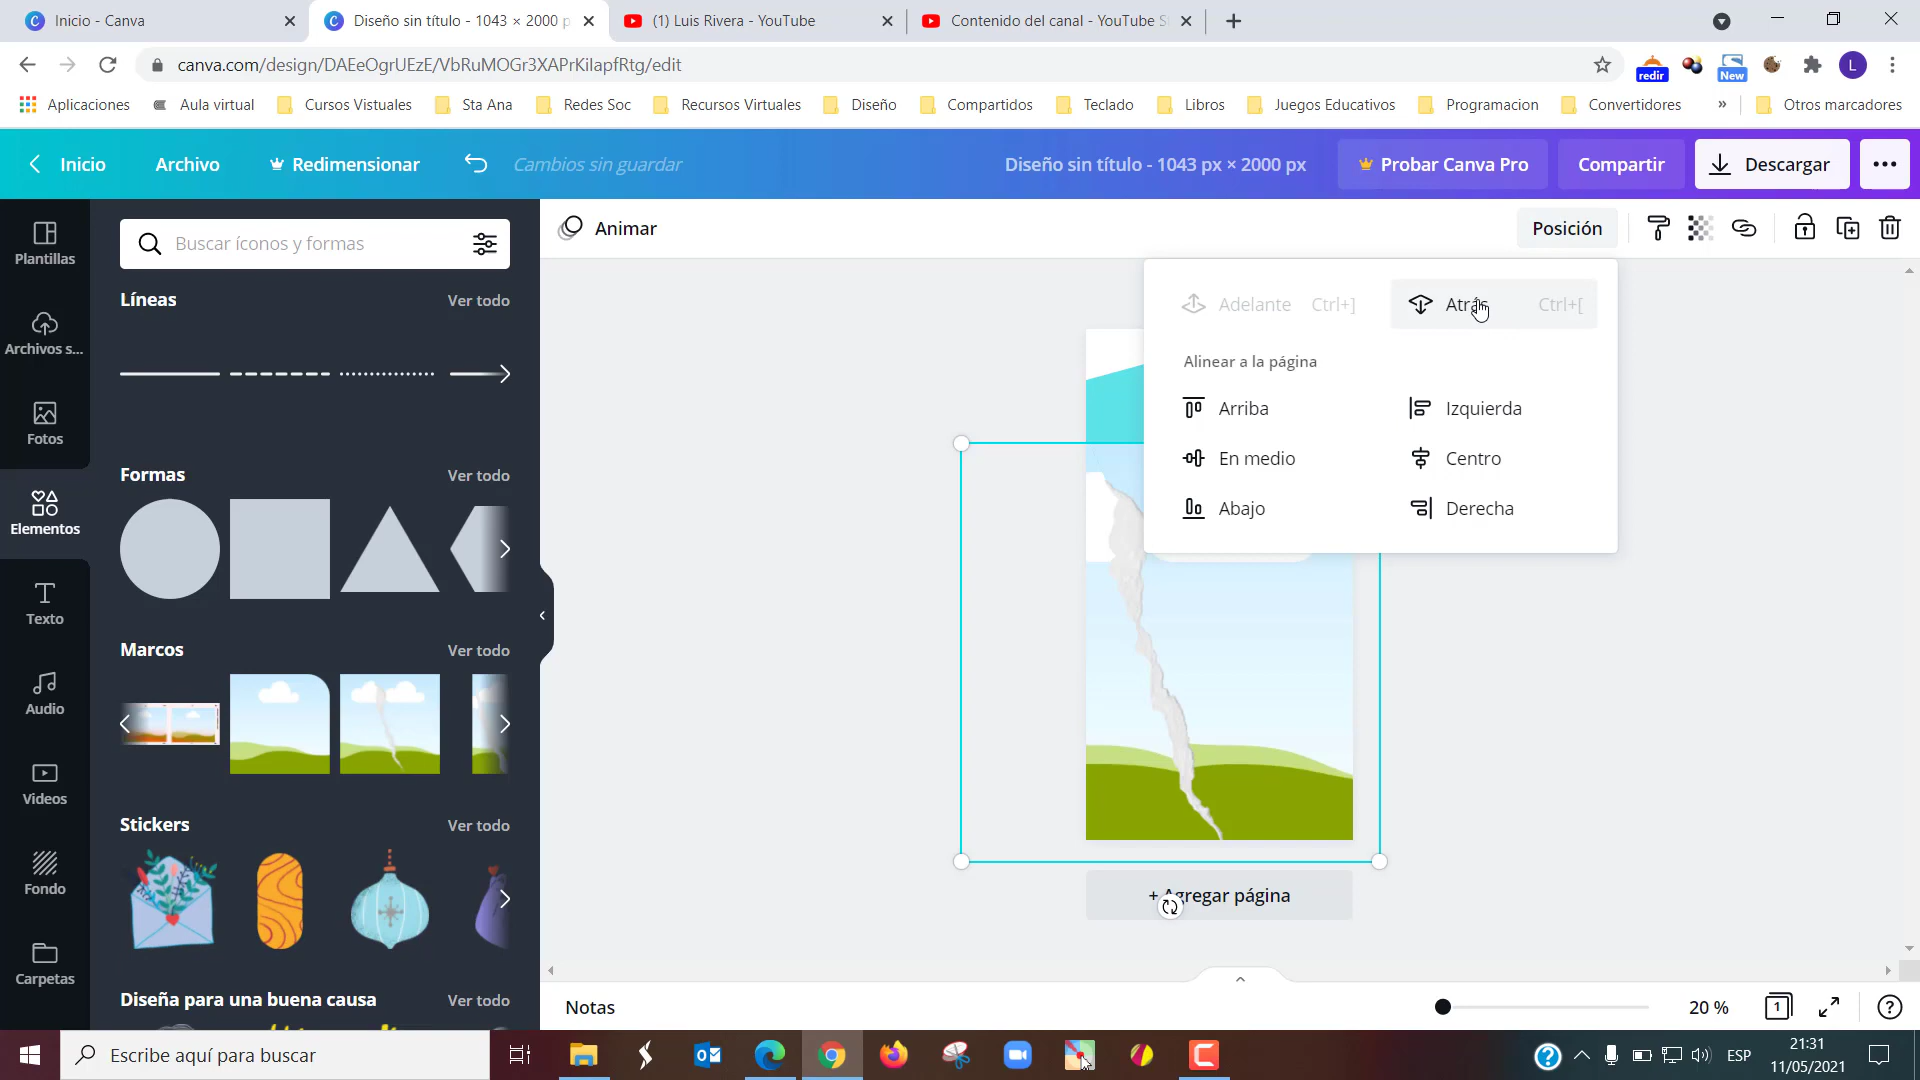 Inicio - Canva
Diseño sin título - 1043 × 2000 p
(1) Luis Rivera - YouTube
Contenido del canal - YouTube S
canva.com/design/DAEeOgrUEzE/VbRuMOGr3XAPrKiIapfRtg/edit
redir
New
L
Aplicaciones
Aula virtual
Cursos Vistuales
Sta Ana
Redes Soc
Recursos Virtuales
Diseño
Compartidos
Teclado
Libros
Juegos Educativos
Programacion
Convertidores
»
Otros marcadores
Inicio
Archivo
Redimensionar
Cambios sin guardar
Diseño sin título - 1043 px × 2000 px
Probar Canva Pro
Compartir
Descargar
Plantillas
Archivos s...
Fotos
Elementos
Texto
Audio
Videos
Fondo
Carpetas
Buscar íconos y formas
Líneas
Ver todo
Formas
Ver todo
Marcos
Ver todo
Stickers
Ver todo
Diseña para una buena causa
Ver todo
Animar
Posición
Adelante Ctrl+]
Atrás Ctrl+[
Alinear a la página
Arriba
Izquierda
En medio
Centro
Abajo
Derecha
+ Agregar página
Notas
20 %
1
Escribe aquí para buscar
ESP
21:31
11/05/2021